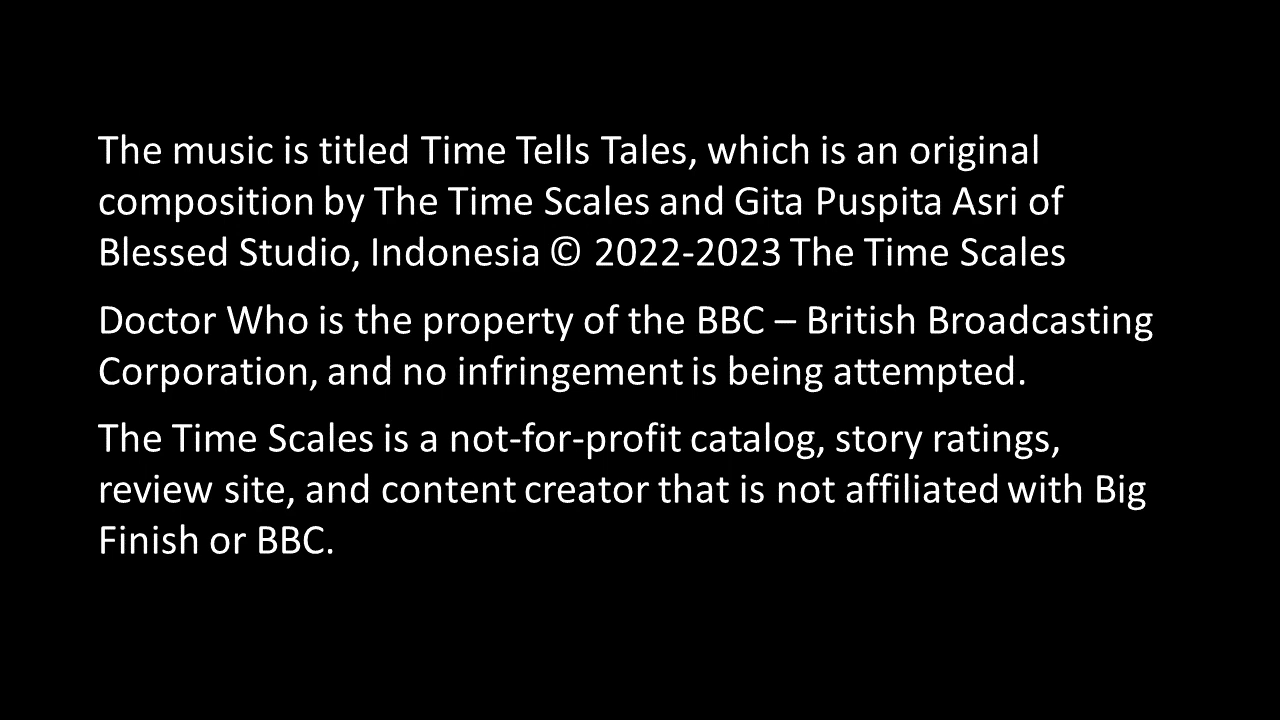 The music is titled Time Tells Tales, which is an original
composition by The Time Scales and Gita Puspita Asri of
Blessed Studio, Indonesia © 2022-2023 The Time Scales
Doctor Who is the property of the BBC – British Broadcasting
Corporation, and no infringement is being attempted.
The Time Scales is a not-for-profit catalog, story ratings,
review site, and content creator that is not affiliated with Big
Finish or BBC.